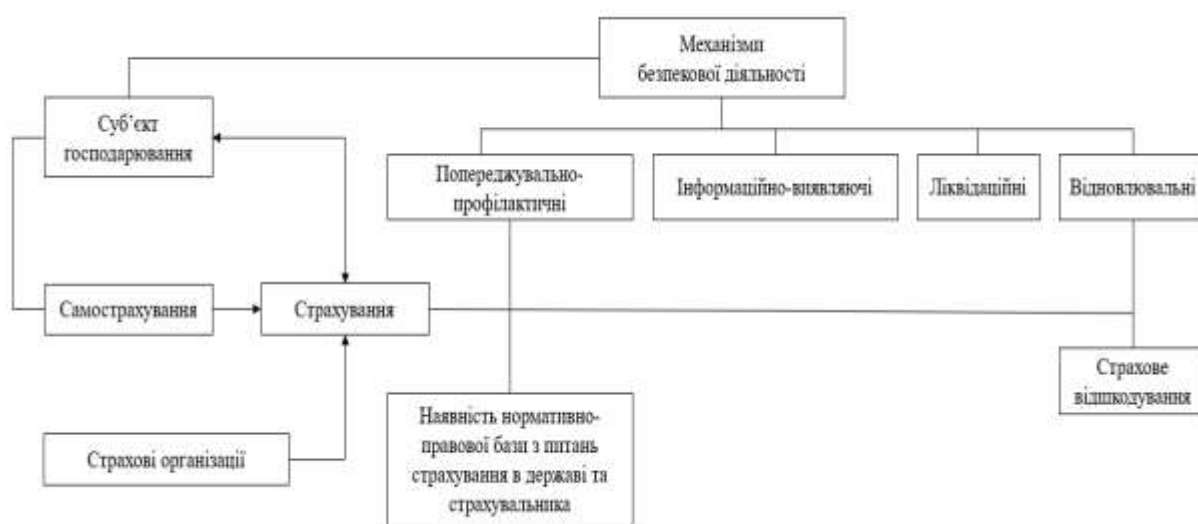 Механізми
безпекової діяльності
Суб’єкт
господарювання
Попереджувально-
профілактичні
Інформаційно-виявляючі
Ліквідаційні
Відновлювальні
Самострахування
Страхування
Страхове
відшкодування
Наявність нормативно-
правової бази з питань
страхування в державі та
страхувальника
Страхові організації